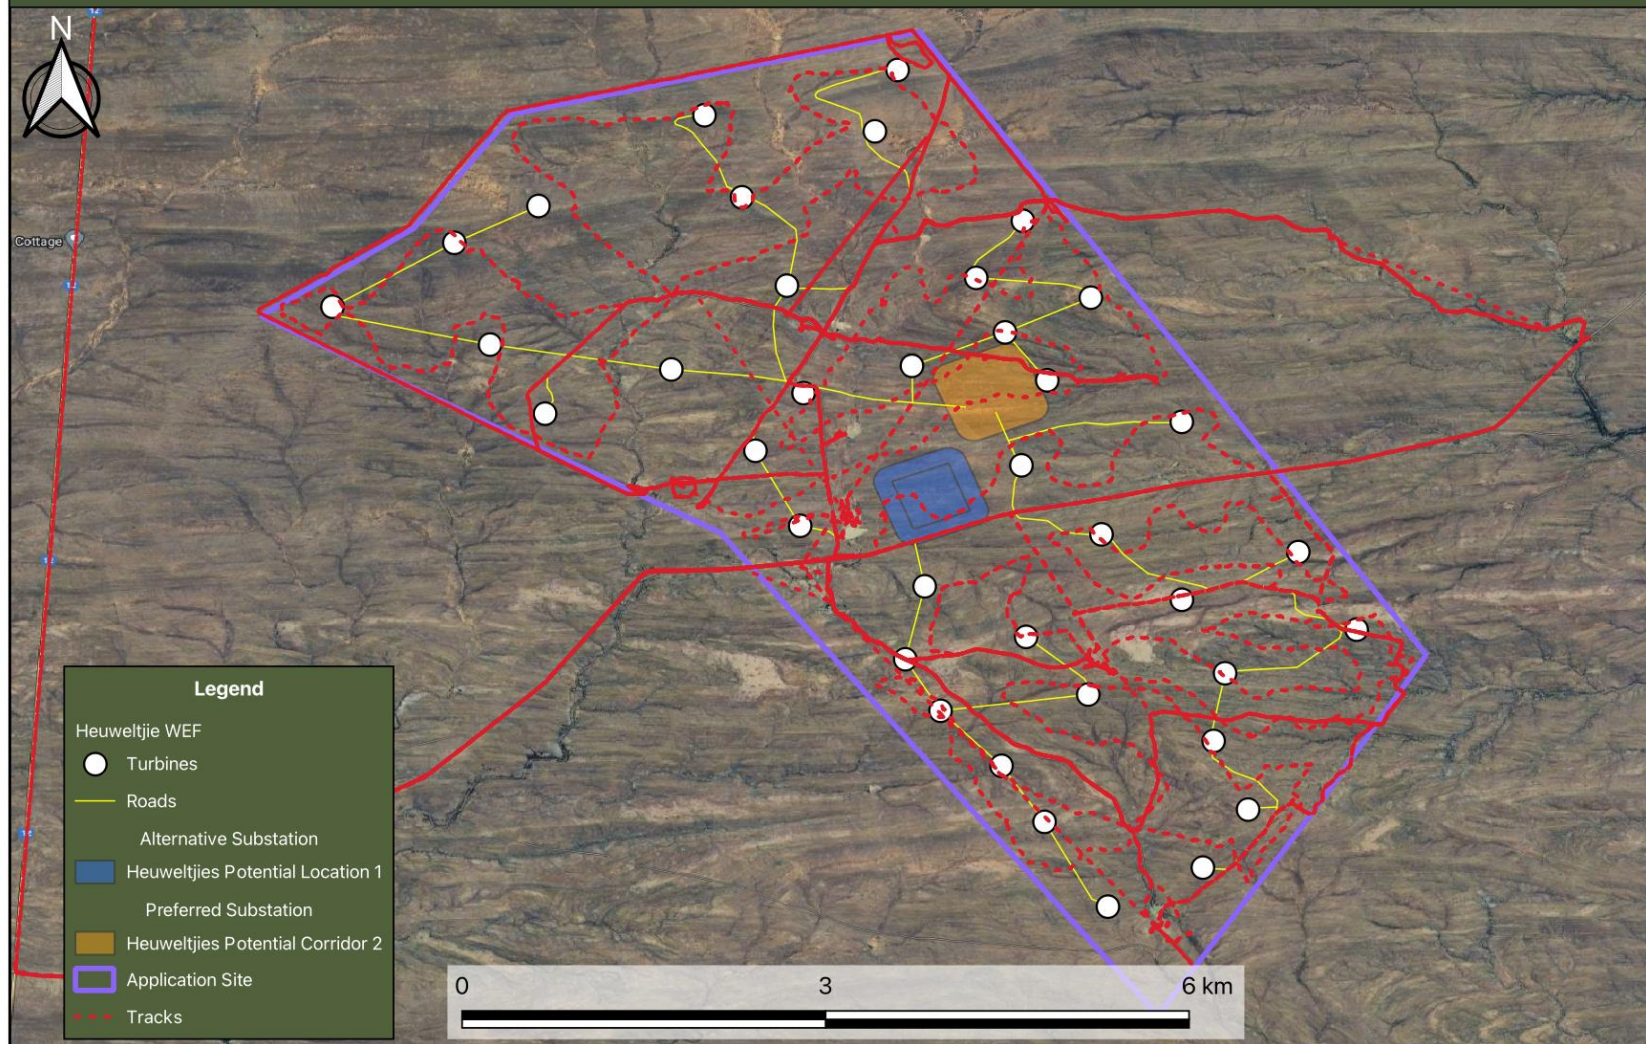 N
Cottage
Legend
Heuweltjie WEF
Turbines
Roads
Alternative Substation
Heuweltjies Potential Location 1
Preferred Substation
Heuweltjies Potential Corridor 2
Application Site
Tracks
0 3 6 km